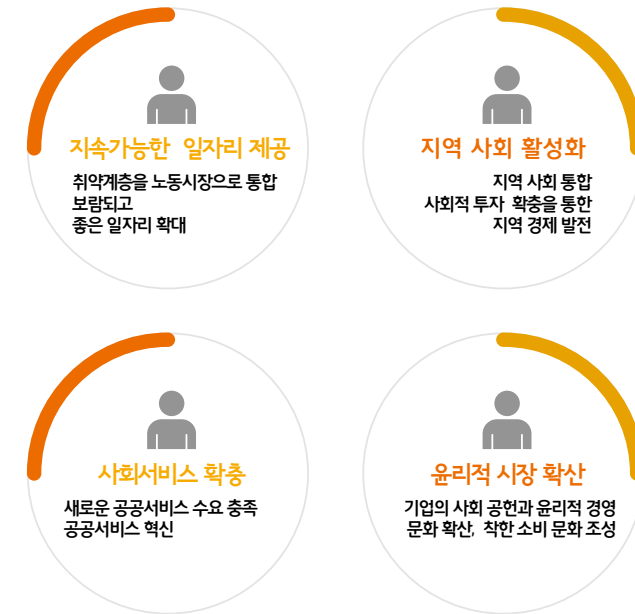 지속가능한 일자리 제공
취약계층을 노동시장으로 통합
보람되고
좋은 일자리 확대
지역 사회 활성화
지역 사회 통합
사회적 투자 확충을 통한
지역 경제 발전
사회서비스 확충
새로운 공공서비스 수요 충족
공공서비스 혁신
윤리적 시장 확산
기업의 사회 공헌과 윤리적 경영
문화 확산, 착한 소비 문화 조성